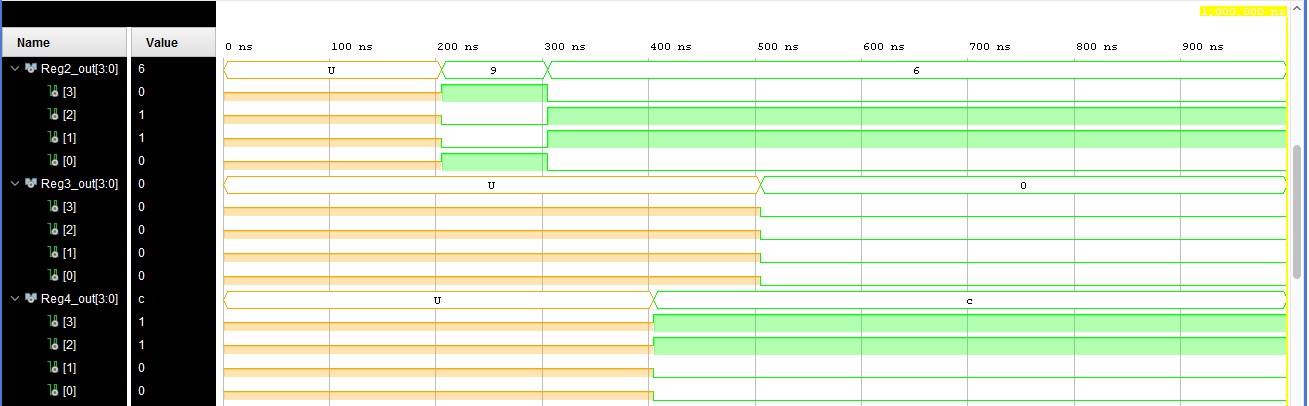 1,000.000 ns
Name Value
0 ns 100 ns 200 ns 300 ns 400 ns 500 ns 600 ns 700 ns 800 ns 900 ns
Reg2_out[3:0] 6 U 9 6
[3] 0
[2] 1
[1] 1
[0] 0
Reg3_out[3:0] 0 U 0
[3] 0
[2] 0
[1] 0
[0] 0
Reg4_out[3:0] c U c
[3] 1
[2] 1
[1] 0
[0] 0